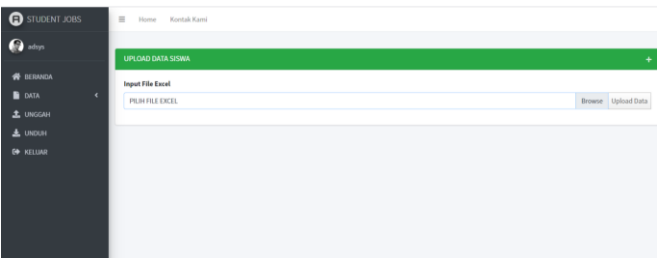 STUDENT JOBS
Home Kontak Kami
adsys
UPLOAD DATA SISWA
BERANDA
Input File Excel
DATA
PILIH FILE EXCEL Browse Upload Data
UNGGAH
UNDUH
KELUAR